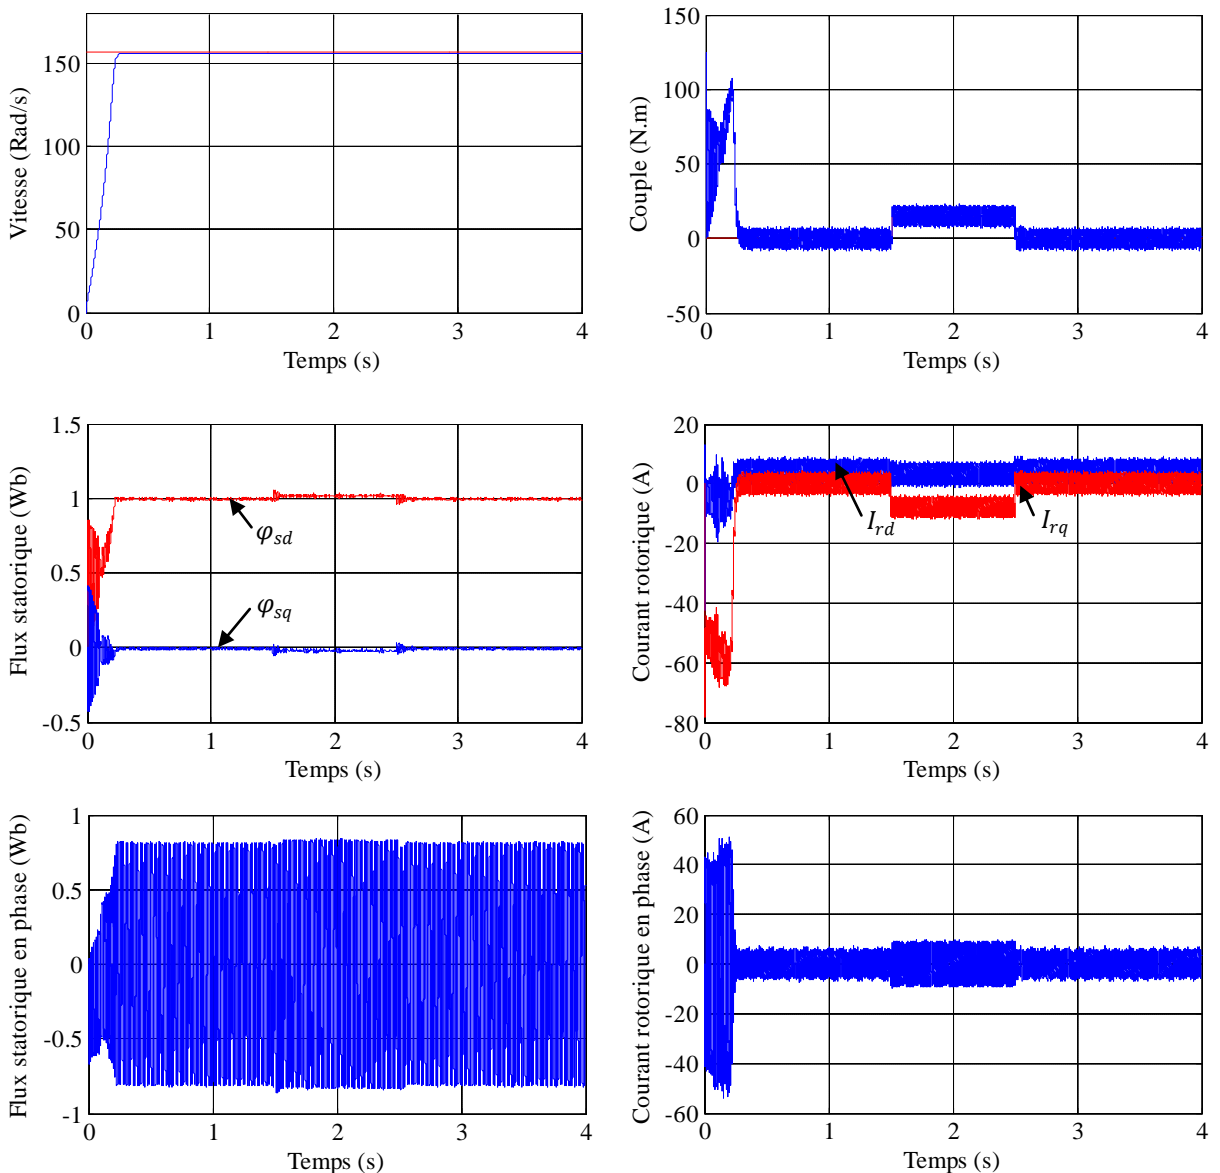 Vitesse (Rad/s)
150
100
50
0
0 1 2 3 4
Temps (s)
Couple (N.m)
150
100
50
0
-50
0 1 2 3 4
Temps (s)
Flux statorique (Wb)
1.5
1
0.5
0
-0.5
φsd
φsq
0 1 2 3 4
Temps (s)
Courant rotorique (A)
20
0
-20
-40
-60
-80
Ird
Irq
0 1 2 3 4
Temps (s)
Flux statorique en phase (Wb)
1
0.5
0
-0.5
-1
0 1 2 3 4
Temps (s)
Courant rotorique en phase (A)
60
40
20
0
-20
-40
-60
0 1 2 3 4
Temps (s)